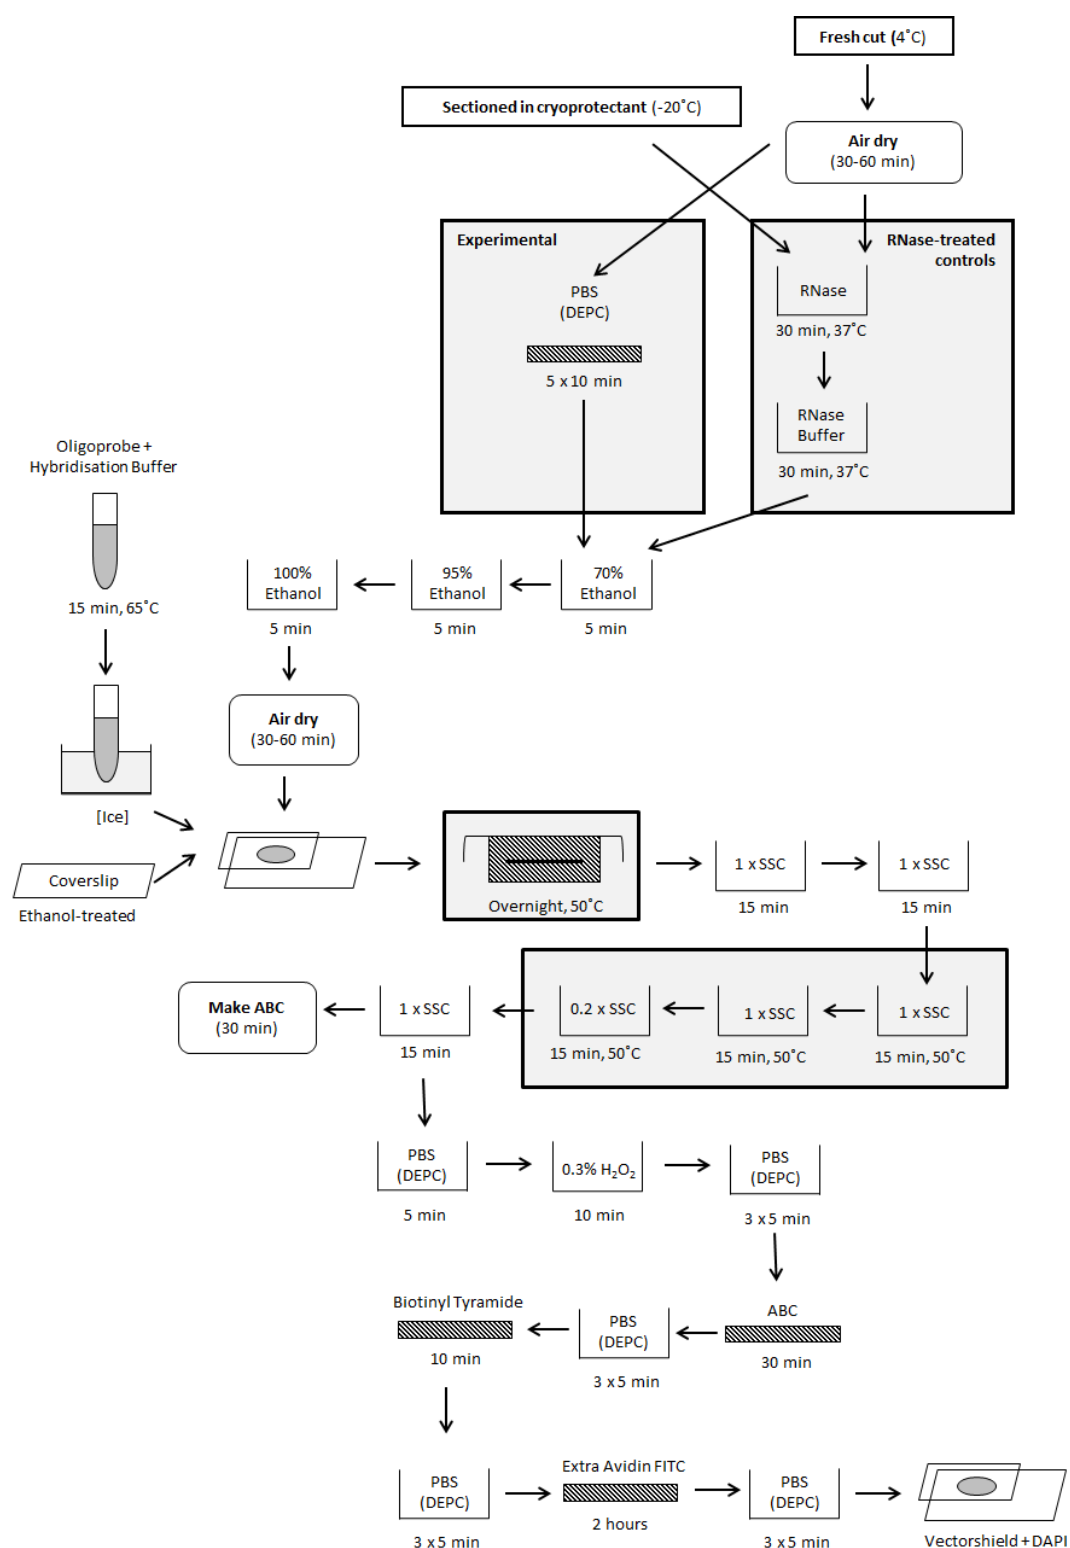 Fresh cut (4˚C)
Sectioned in cryoprotectant (-20˚C)
Air dry
(30-60 min)
Experimental
RNase-treated
controls
PBS
(DEPC)
5 x 10 min
RNase
30 min, 37˚C
RNase
Buffer
30 min, 37˚C
Oligoprobe +
Hybridisation Buffer
15 min, 65˚C
[Ice]
100%
Ethanol
5 min
95%
Ethanol
5 min
70%
Ethanol
5 min
Air dry
(30-60 min)
Coverslip
Ethanol-treated
Overnight, 50˚C
1 x SSC
15 min
1 x SSC
15 min
1 x SSC
15 min, 50˚C
1 x SSC
15 min, 50˚C
0.2 x SSC
15 min, 50˚C
1 x SSC
15 min
Make ABC
(30 min)
PBS
(DEPC)
5 min
0.3% H₂O₂
10 min
PBS
(DEPC)
3 x 5 min
ABC
30 min
PBS
(DEPC)
3 x 5 min
Biotinyl Tyramide
10 min
PBS
(DEPC)
3 x 5 min
Extra Avidin FITC
2 hours
PBS
(DEPC)
3 x 5 min
Vectorshield + DAPI